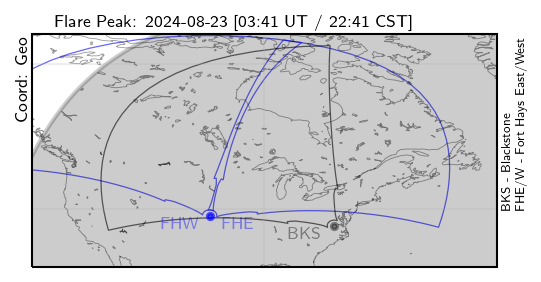 Flare Peak: 2024-08-23 [03:41 UT / 22:41 CST]
Coord: Geo
FHW
FHE
BKS
BKS - Blackstone
FHE/W - Fort Hays East/West